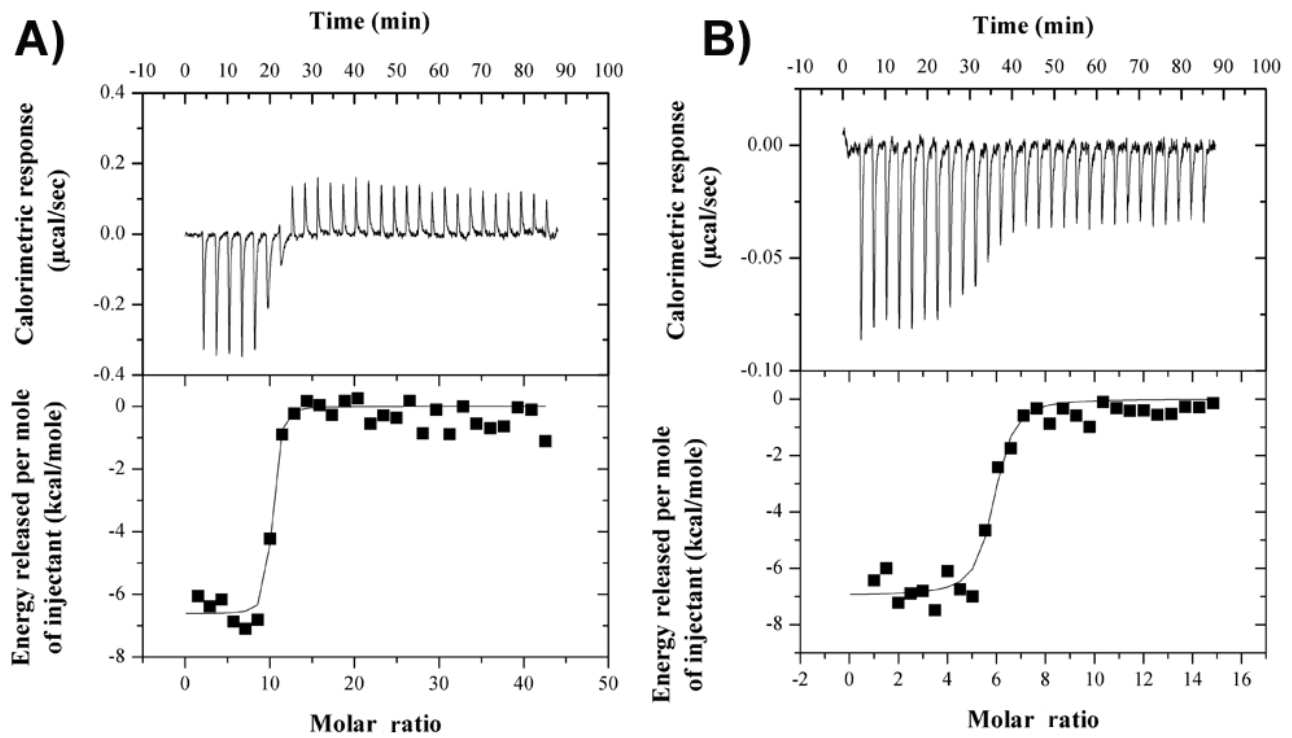 A)
Time (min)
-10 0 10 20 30 40 50 60 70 80 90 100
Calorimetric response
(µcal/sec)
0.4
0.2
0.0
-0.2
-0.4
Energy released per mole
of injectant (kcal/mole)
0
-2
-4
-6
-8
0 10 20 30 40 50
Molar ratio
B)
Time (min)
-10 0 10 20 30 40 50 60 70 80 90 100
Calorimetric response
(µcal/sec)
0.00
-0.05
-0.10
Energy released per mole
of injectant (kcal/mole)
0
-2
-4
-6
-8
-2 0 2 4 6 8 10 12 14 16
Molar ratio